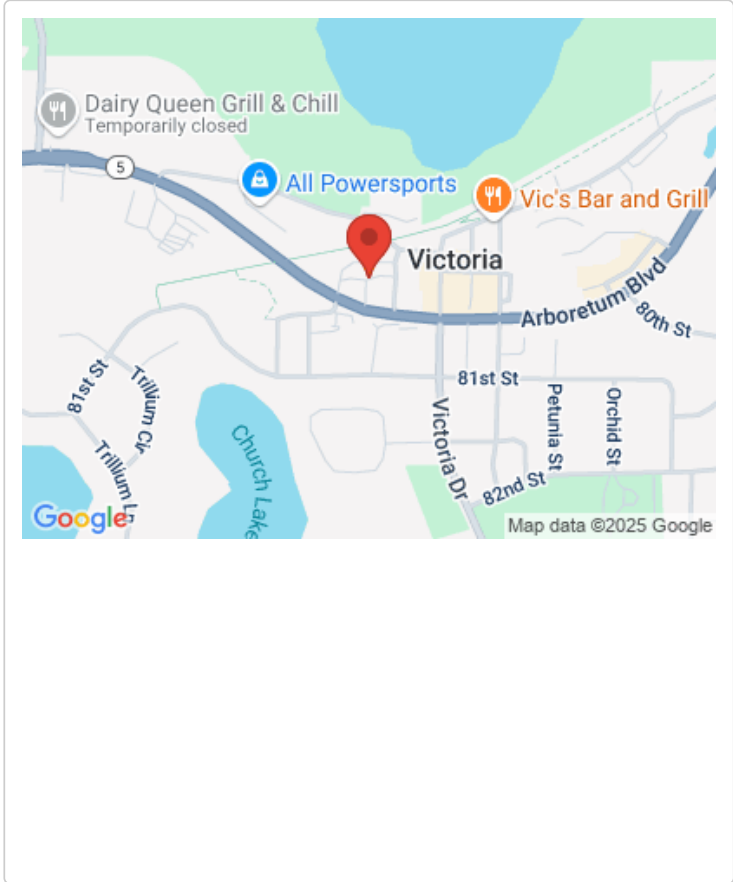 Dairy Queen Grill & Chill
Temporarily closed
5
All Powersports
Vic's Bar and Grill
Victoria
Arboretum Blvd
80th St
81st St
81st St
Trillium Cir
Trillium Ln
Church Lake
Victoria Dr
Petunia St
Orchid St
82nd St
Google
Map data ©2025 Google